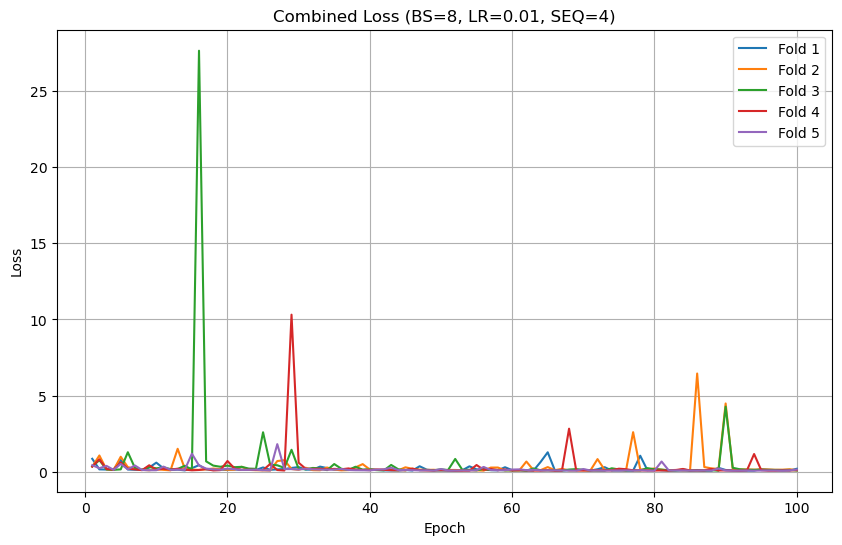 Combined Loss (BS=8, LR=0.01, SEQ=4)
Fold 1
Fold 2
Fold 3
Fold 4
Fold 5
Loss
25
20
15
10
5
0
0 20 40 60 80 100
Epoch